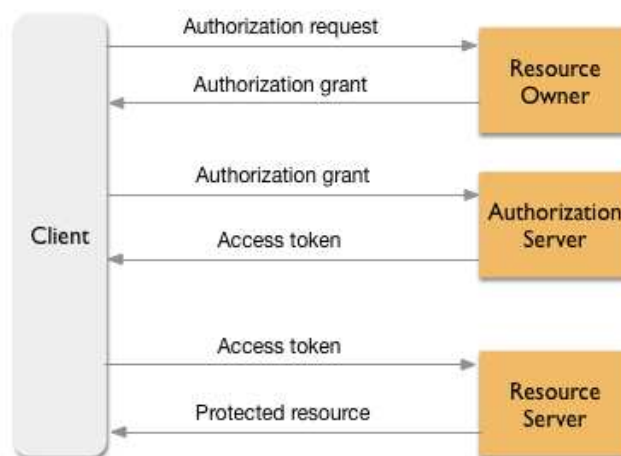 Authorization request
Resource
Owner
Authorization grant
Authorization grant
Authorization
Server
Client
Access token
Access token
Resource
Server
Protected resource